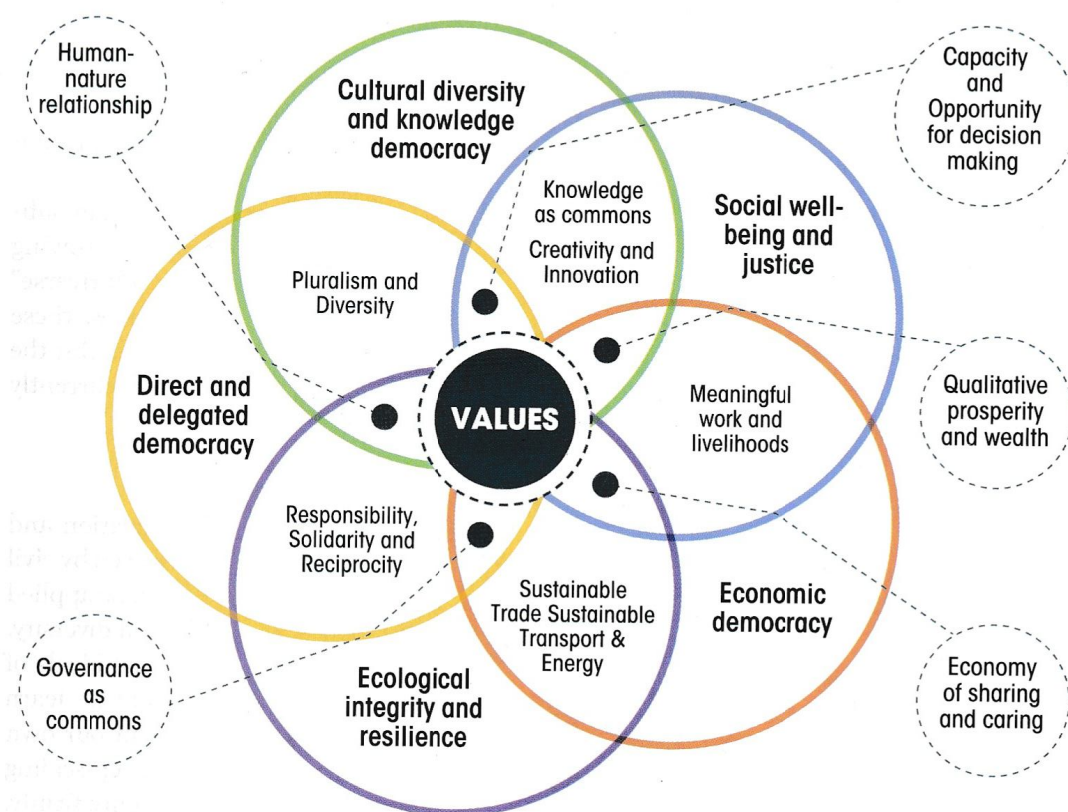 Human-
nature
relationship
Cultural diversity
and knowledge
democracy
Capacity
and
Opportunity
for decision
making
Knowledge
as commons
Creativity and
Innovation
Social well-
being and
justice
Pluralism and
Diversity
Direct and
delegated
democracy
VALUES
Meaningful
work and
livelihoods
Qualitative
prosperity
and wealth
Responsibility,
Solidarity and
Reciprocity
Sustainable
Trade Sustainable
Transport &
Energy
Economic
democracy
Governance
as
commons
Ecological
integrity and
resilience
Economy
of sharing
and caring